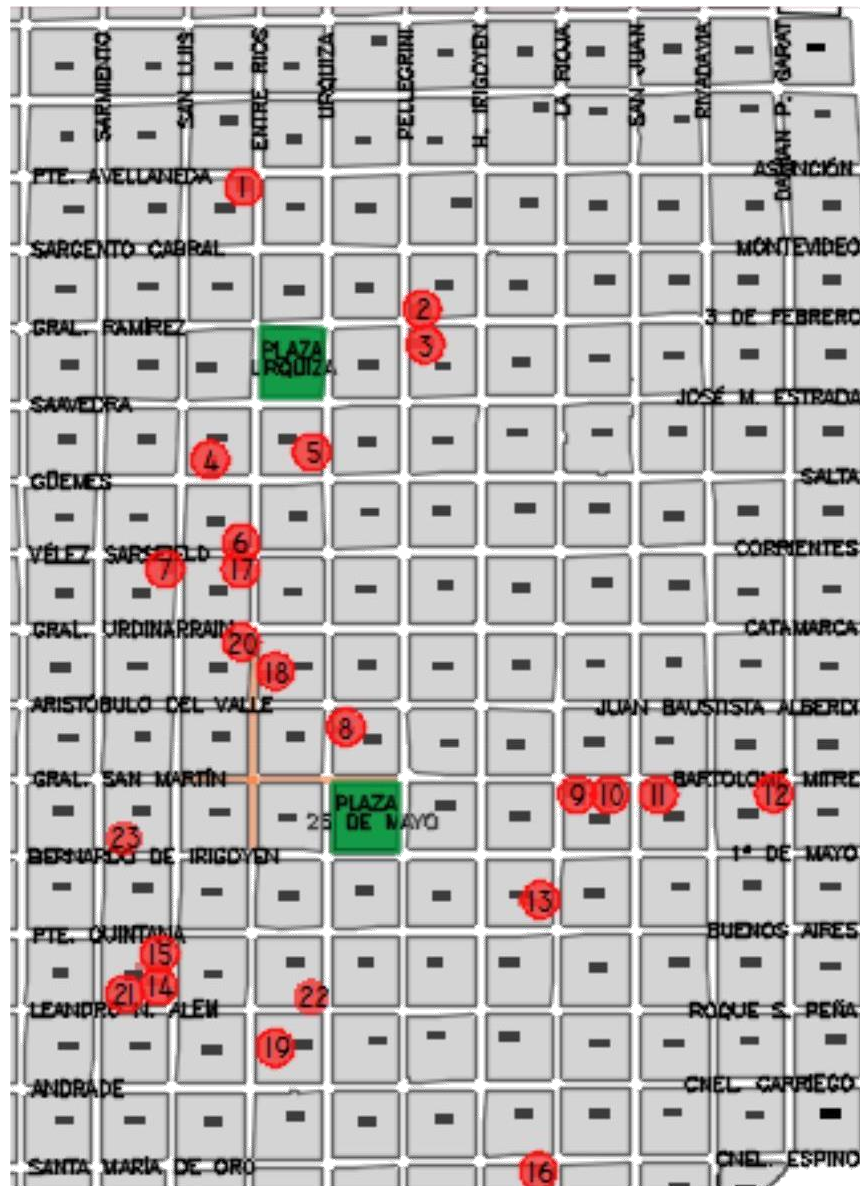 SARMIENTO
SAN LUIS
ENTRE RIOS
URQUIZA
PELLEGRINI
H. IRIGOYEN
LA RIOJA
SAN JUAN
RIVADAVIA
DAMIAN P. GARAT
PTE. AVELLANEDA
1
ASUNCIÓN
SARGENTO CABRAL
MONTEVIDEO
2
GRAL. RAMÍREZ
3 DE FEBRERO
3
PLAZA
URQUIZA
SAAVEDRA
JOSÉ M. ESTRADA
4
5
GÜEMES
SALTA
6
VÉLEZ SARSFIELD
CORRIENTES
7
17
GRAL. URDINARRAIN
CATAMARCA
20
18
ARISTÓBULO DEL VALLE
JUAN BAUSTISTA ALBERDI
8
GRAL. SAN MARTÍN
BARTOLOMÉ MITRE
9
10
11
12
PLAZA
25 DE MAYO
23
BERNARDO DE IRIGOYEN
1ª DE MAYO
13
PTE. QUINTANA
BUENOS AIRES
15
14
21
22
LEANDRO N. ALEM
ROQUE S. PEÑA
19
ANDRADE
CNEL. CARRIEGO
SANTA MARÍA DE ORO
16
CNEL. ESPINO